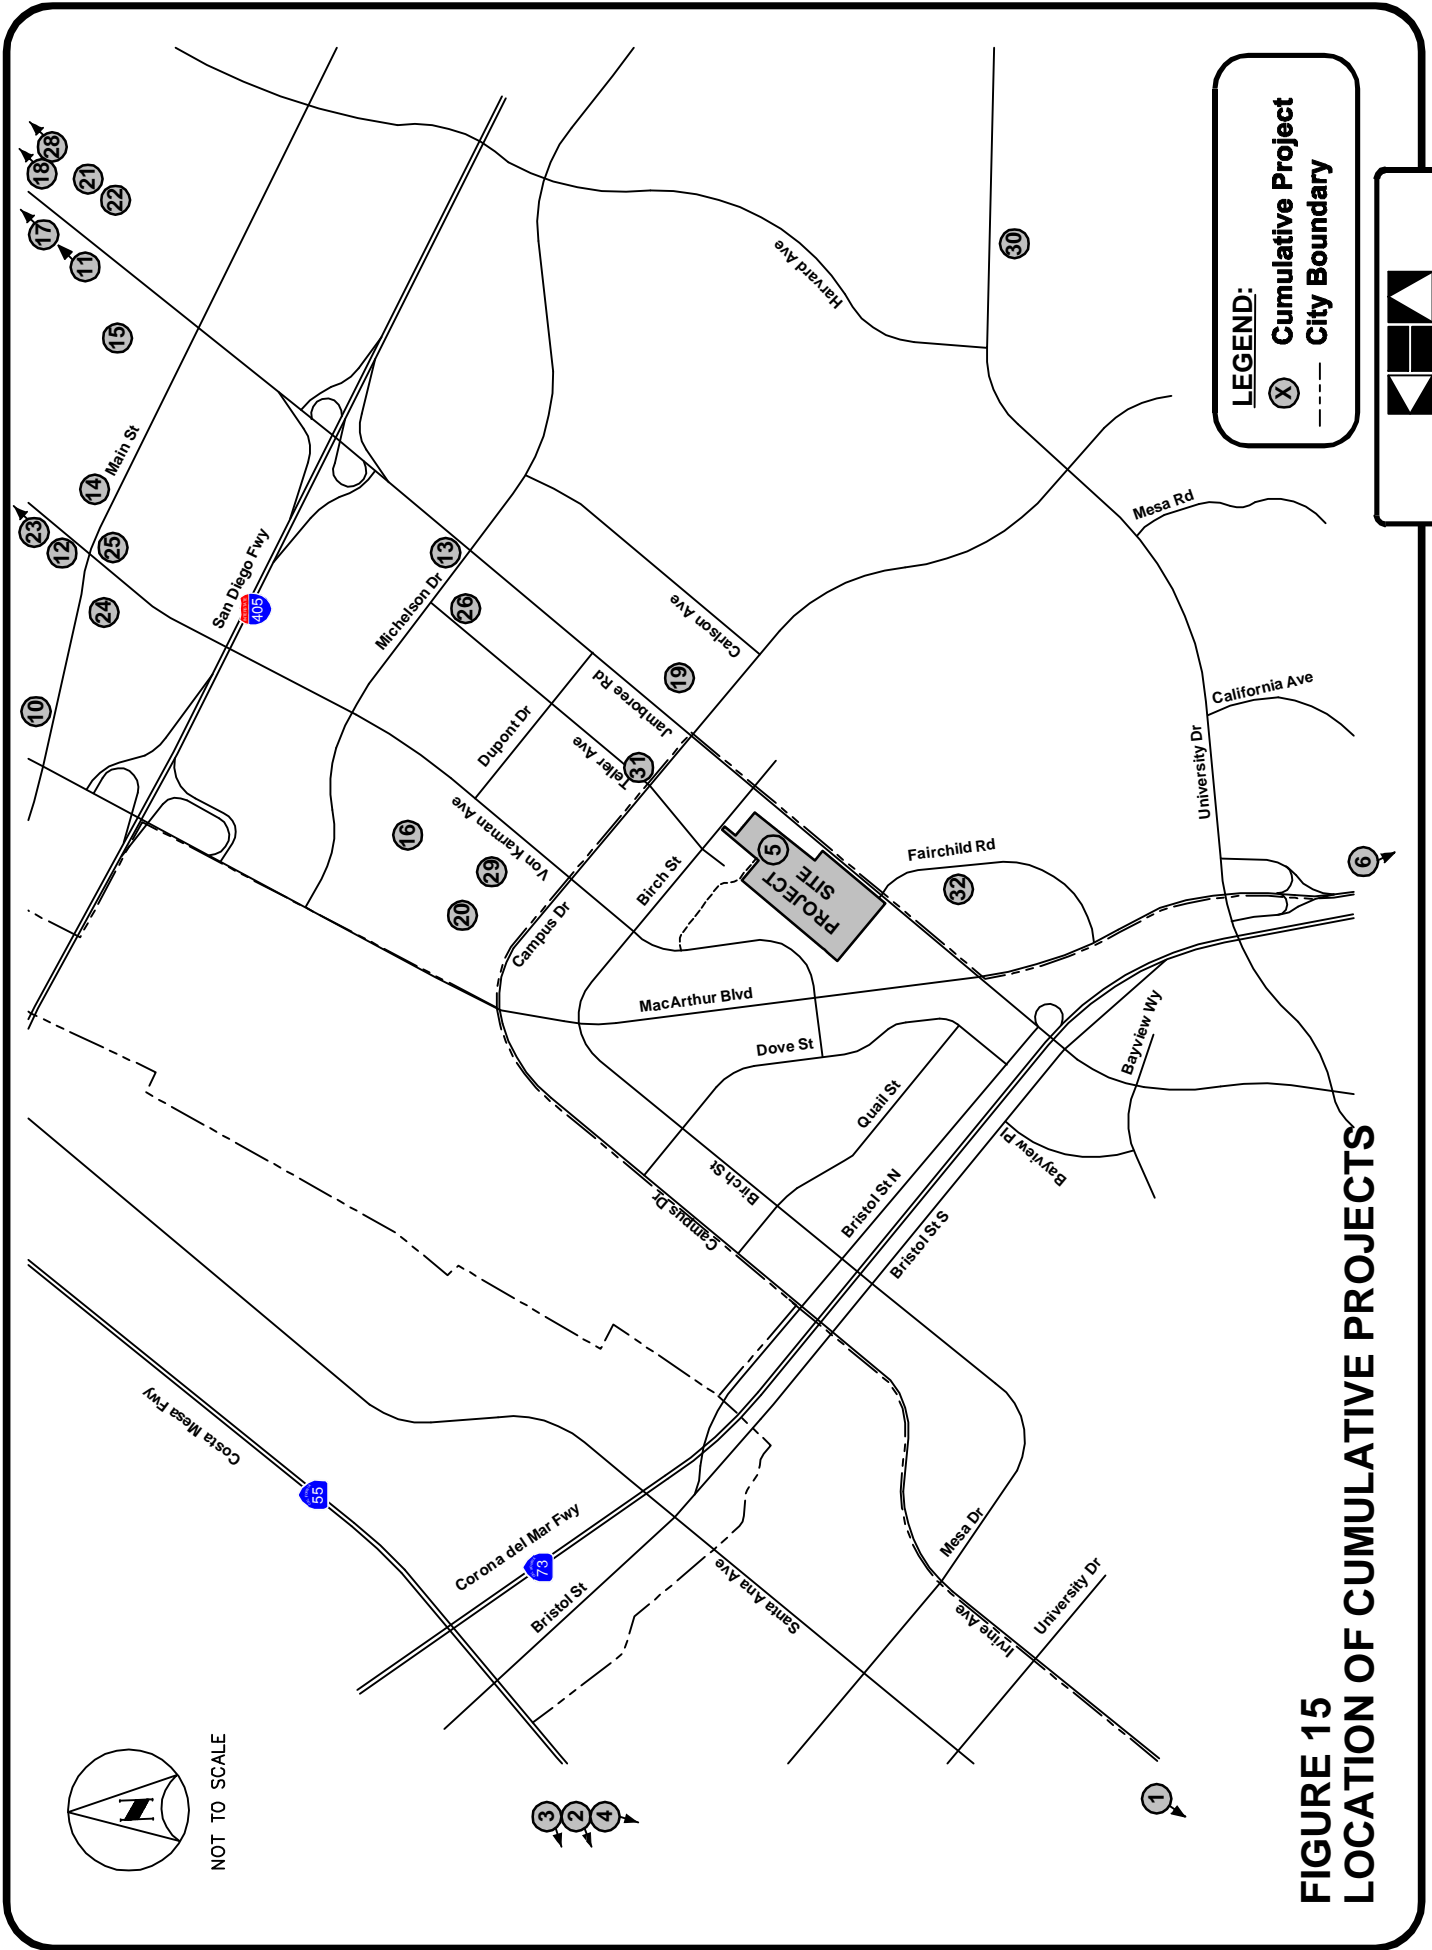 N
NOT TO SCALE
28
18
21
22
17
11
15
30
14
Main St
23
12
25
24
10
San Diego Fwy
405
Michelson Dr
13
26
19
Carlson Ave
Harvard Ave
Mesa Rd
California Ave
University Dr
Dupont Dr
Jamboree Rd
Teller Ave
31
Von Karman Ave
16
29
20
Campus Dr
Birch St
PROJECT
SITE
5
Fairchild Rd
32
6
MacArthur Blvd
Dove St
Quail St
Bayview Wy
Bayview Pl
Birch St
Campus Dr
Bristol St N
Bristol St S
Costa Mesa Fwy
55
Corona del Mar Fwy
73
Bristol St
Santa Ana Ave
Mesa Dr
Irvine Ave
University Dr
3
2
4
1
LEGEND:
X Cumulative Project
City Boundary
FIGURE 15
LOCATION OF CUMULATIVE PROJECTS